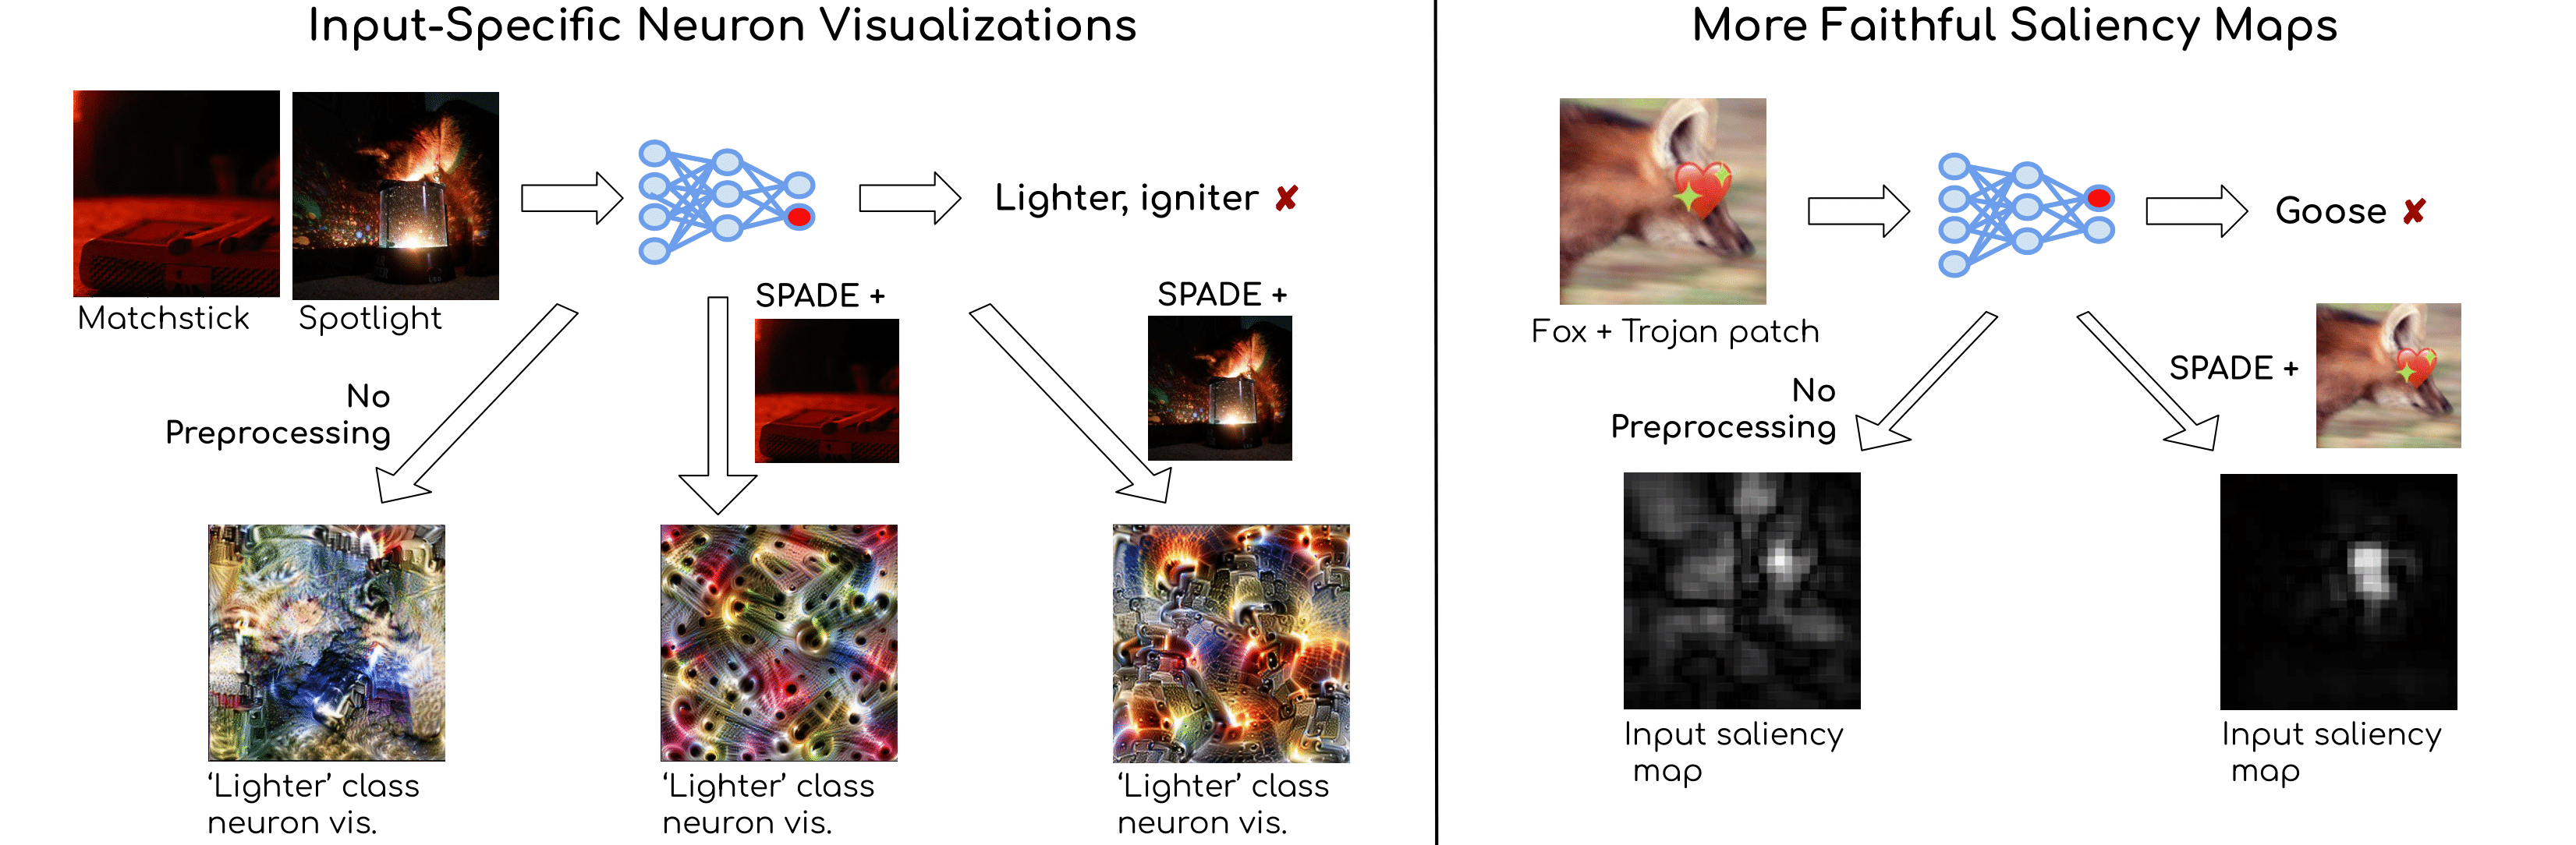 Input-Specific Neuron Visualizations
Matchstick
Spotlight
Lighter, igniter ✘
No
Preprocessing
SPADE +
SPADE +
‘Lighter’ class
neuron vis.
‘Lighter’ class
neuron vis.
‘Lighter’ class
neuron vis.
More Faithful Saliency Maps
Fox + Trojan patch
Goose ✘
No
Preprocessing
SPADE +
Input saliency
map
Input saliency
map